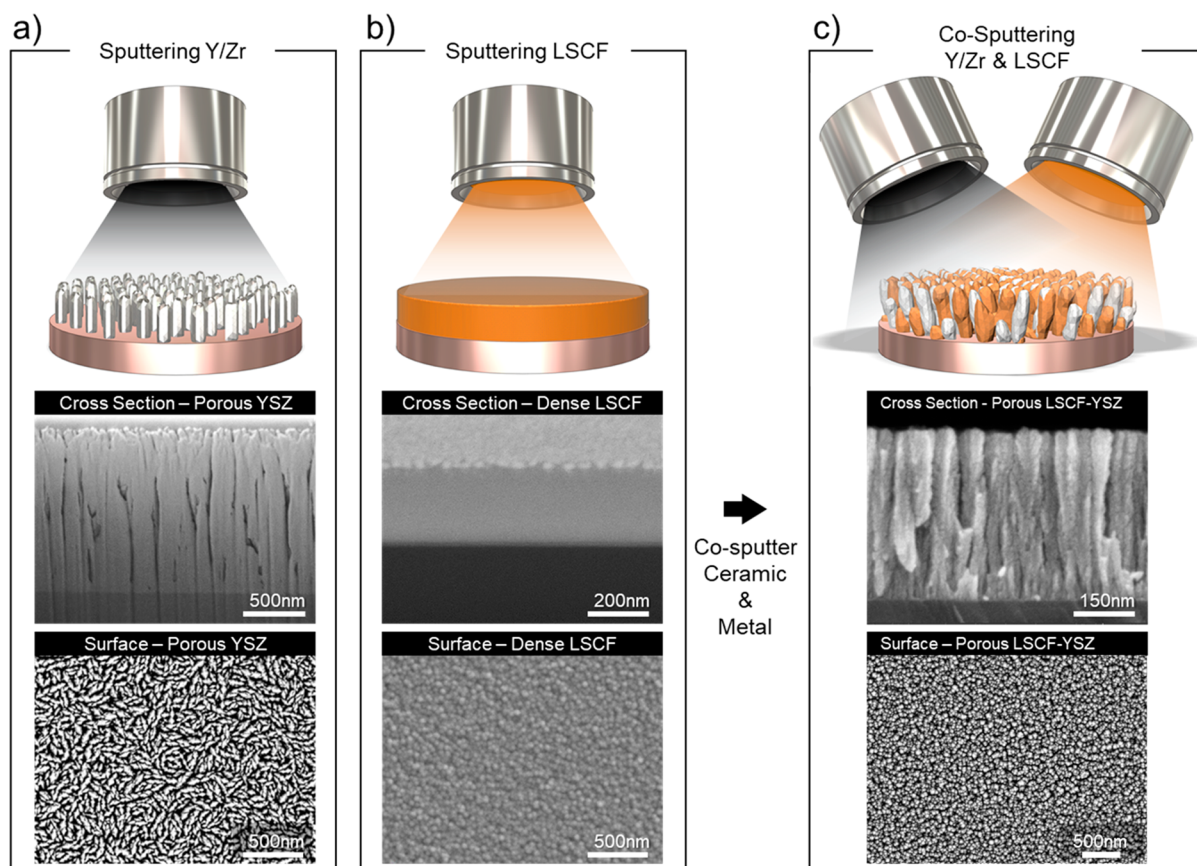 a)
Sputtering Y/Zr
Cross Section – Porous YSZ
500nm
Surface – Porous YSZ
500nm
b)
Sputtering LSCF
Cross Section – Dense LSCF
200nm
Surface – Dense LSCF
500nm
Co-sputter
Ceramic
&
Metal
c)
Co-Sputtering
Y/Zr & LSCF
Cross Section - Porous LSCF-YSZ
150nm
Surface – Porous LSCF-YSZ
500nm